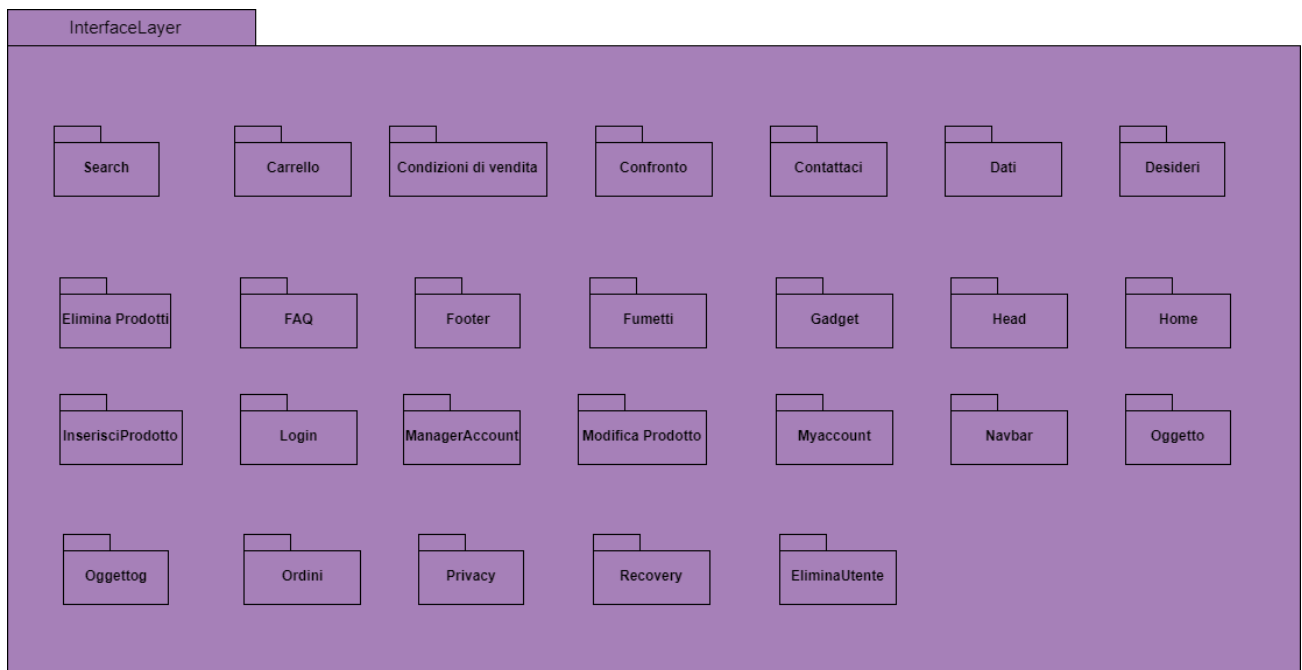 InterfaceLayer
Search
Carrello
Condizioni di vendita
Confronto
Contattaci
Dati
Desideri
Elimina Prodotti
FAQ
Footer
Fumetti
Gadget
Head
Home
InserisciProdotto
Login
ManagerAccount
Modifica Prodotto
Myaccount
Navbar
Oggetto
Oggettog
Ordini
Privacy
Recovery
EliminaUtente